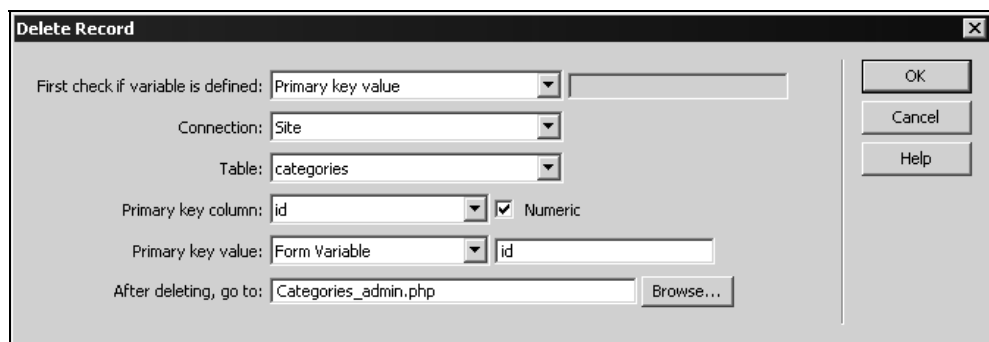 Delete Record
First check if variable is defined: Primary key value
Connection: Site
Table: categories
Primary key column: id Numeric
Primary key value: Form Variable id
After deleting, go to: Categories_admin.php Browse...
OK
Cancel
Help